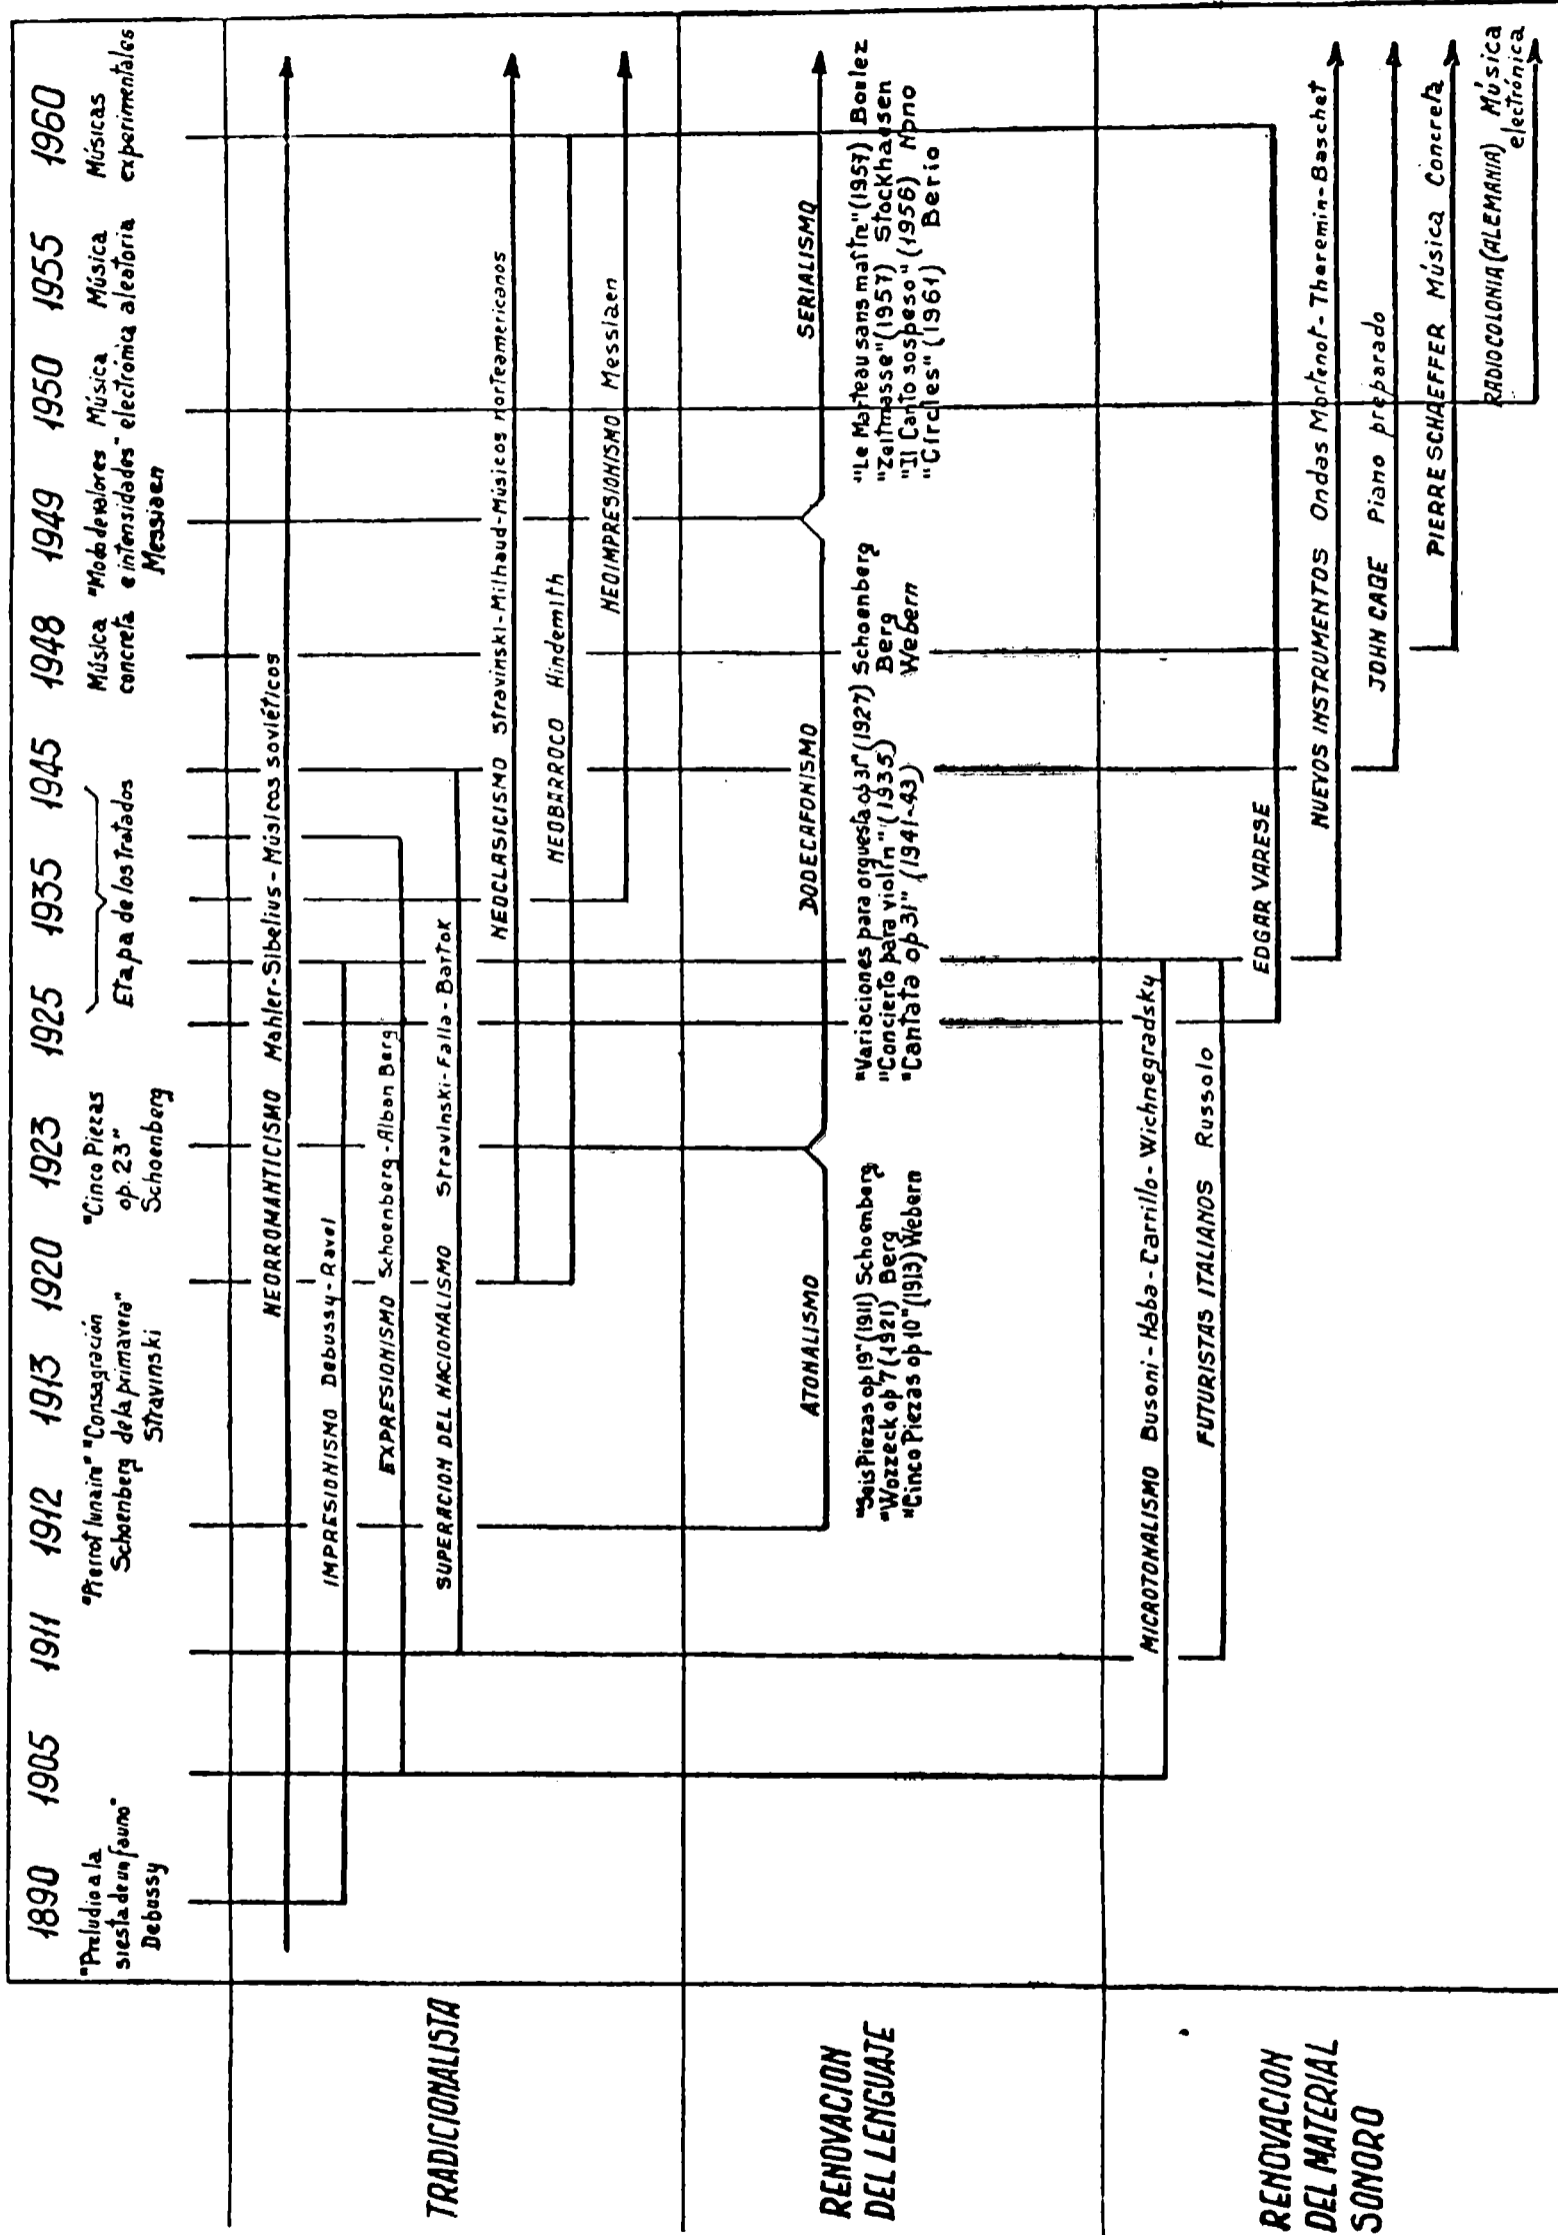 1890
1905
1911
1912
1913
1920
1923
1925
1935
1945
1948
1949
1950
1955
1960
"Preludio a la
siesta de un fauno"
Debussy
"Pierrot lunaire"
Schoenberg
"Consagración
de la primavera"
Stravinski
"Cinco Piezas
op. 23"
Schoenberg
Etapa de los tratados
Música
concreta
"Modo de valores
e intensidades"
Messiaen
Música
electrónica
Música
aleatoria
Músicas
experimentales
TRADICIONALISTA
NEORROMANTICISMO Mahler-Sibelius-Músicos soviéticos
IMPRESIONISMO Debussy-Ravel
EXPRESIONISMO Schoenberg-Alban Berg
SUPERACION DEL NACIONALISMO Stravinski-Falla-Bartok
NEOCLASICISMO Stravinski-Milhaud-Músicos norteamericanos
NEOBARROCO Hindemith
NEOIMPRESIONISMO Messiaen
RENOVACION
DEL LENGUAJE
ATONALISMO
"Seis Piezas op 19" (1911) Schoenberg
"Wozzeck op 7 (1921) Berg
"Cinco Piezas op 10" (1913) Webern
DODECAFONISMO
"Variaciones para orquesta op 31" (1927) Schoenberg
"Concierto para violín" (1935) Berg
"Cantata op 31" (1941-43) Webern
SERIALISMO
"Le Marteau sans maître" (1957) Boulez
"Zeitmasse" (1957) Stockhausen
"Il Canto sospeso" (1956) Nono
"Circles" (1961) Berio
RENOVACION
DEL MATERIAL
SONORO
MICROTONALISMO Busoni-Haba-Carrillo-Wichnegradsky
FUTURISTAS ITALIANOS Russolo
EDGAR VARESE
NUEVOS INSTRUMENTOS Ondas Mortenot-Theremin-Baschet
JOHN CAGE Piano preparado
PIERRE SCHAEFFER Música Concreta
RADIO COLONIA (ALEMANIA) Música
electrónica